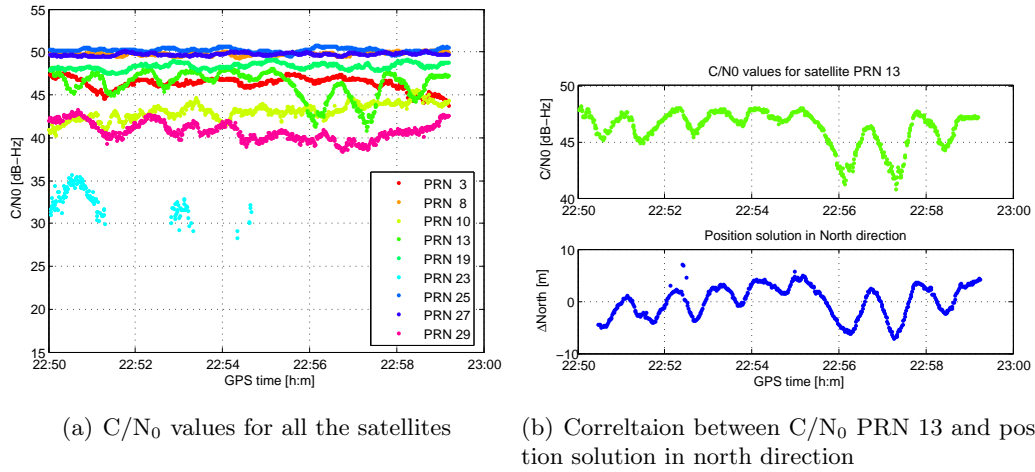 55
50
45
40
35
30
25
20
15
C/N0 [dB−Hz]
22:50 22:52 22:54 22:56 22:58 23:00
GPS time [h:m]
PRN 3
PRN 8
PRN 10
PRN 13
PRN 19
PRN 23
PRN 25
PRN 27
PRN 29
(a) C/N0 values for all the satellites
C/N0 values for satellite PRN 13
50
45
40
C/N0 [dB−Hz]
22:50 22:52 22:54 22:56 22:58 23:00
Position solution in North direction
10
0
−10
ΔNorth [m]
22:50 22:52 22:54 22:56 22:58 23:00
GPS time [h:m]
(b) Correltaion between C/N0 PRN 13 and pos
tion solution in north direction